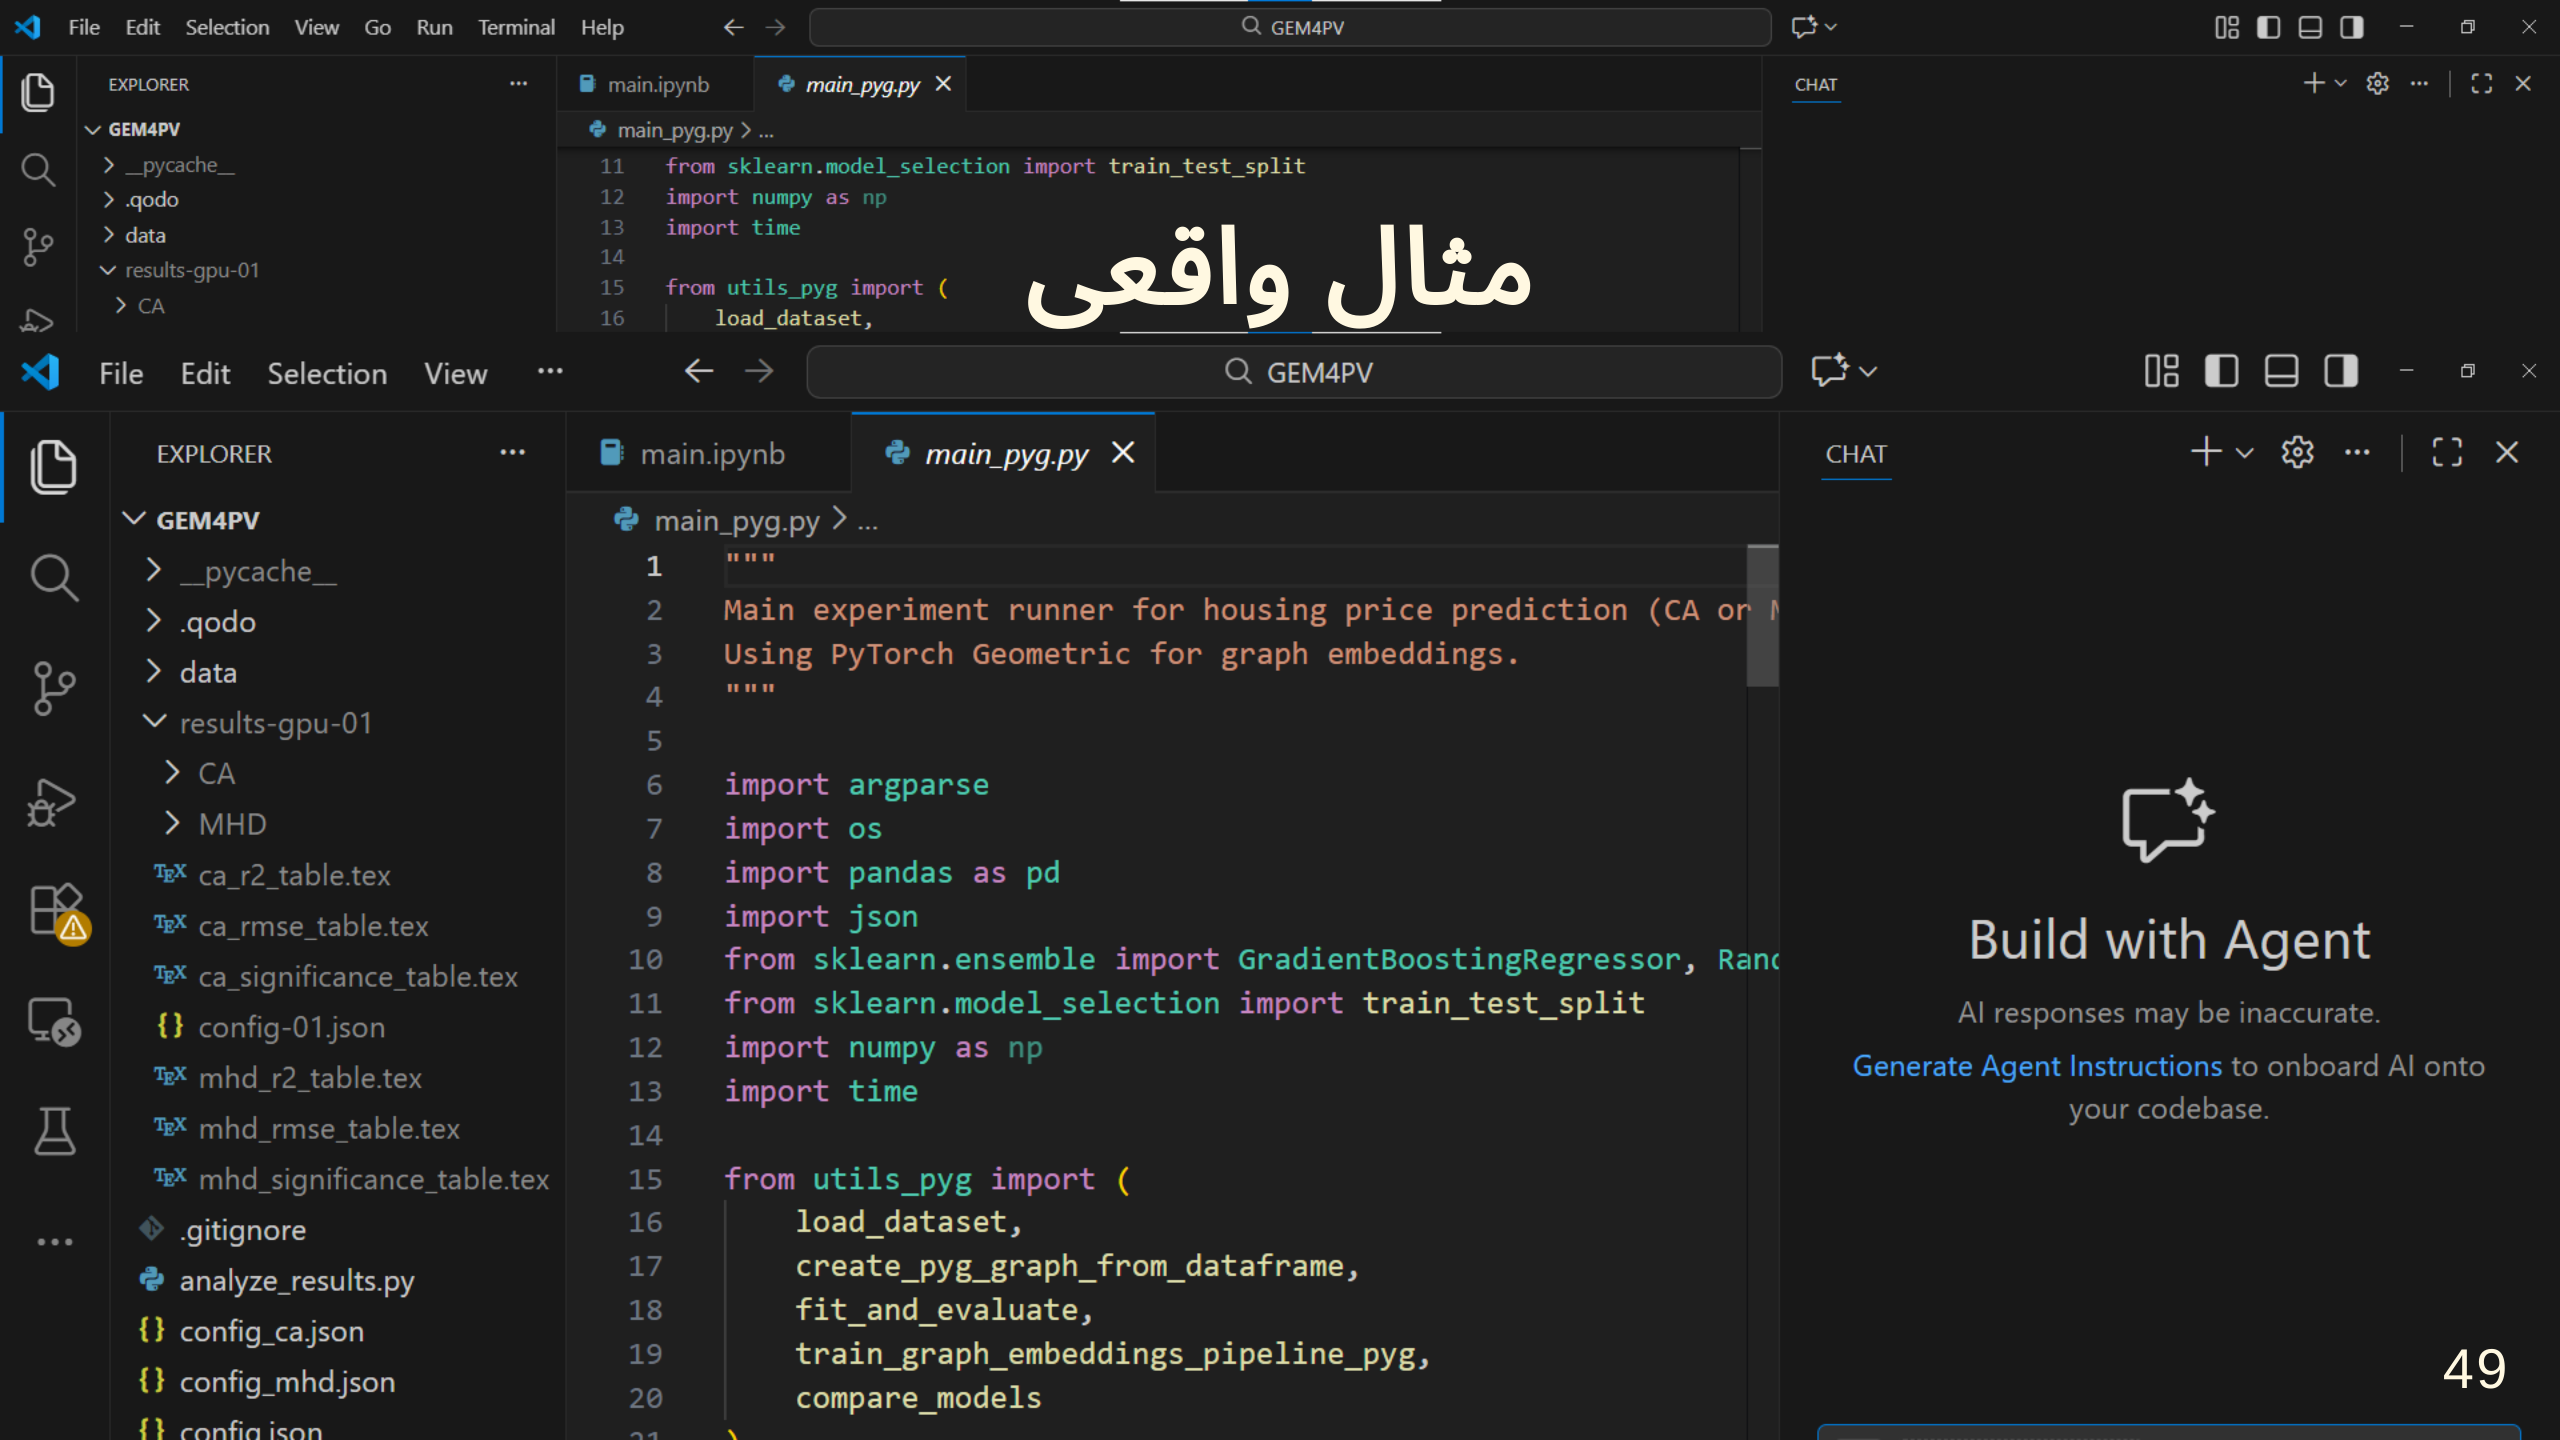 File Edit Selection View Go Run Terminal Help
GEM4PV
EXPLORER
GEM4PV
__pycache__
.qodo
data
results-gpu-01
CA
main.ipynb
main_pyg.py
main_pyg.py > ...
11 from sklearn.model_selection import train_test_split
12 import numpy as np
13 import time
14
15 from utils_pyg import (
16 load_dataset,
CHAT
مثال واقعی
File Edit Selection View ...
GEM4PV
EXPLORER
GEM4PV
__pycache__
.qodo
data
results-gpu-01
CA
MHD
ca_r2_table.tex
ca_rmse_table.tex
ca_significance_table.tex
config-01.json
mhd_r2_table.tex
mhd_rmse_table.tex
mhd_significance_table.tex
.gitignore
analyze_results.py
config_ca.json
config_mhd.json
config.json
main.ipynb
main_pyg.py
main_pyg.py > ...
1 """
2 Main experiment runner for housing price prediction (CA or
3 Using PyTorch Geometric for graph embeddings.
4 """
5
6 import argparse
7 import os
8 import pandas as pd
9 import json
10 from sklearn.ensemble import GradientBoostingRegressor,
11 from sklearn.model_selection import train_test_split
12 import numpy as np
13 import time
14
15 from utils_pyg import (
16 load_dataset,
17 create_pyg_graph_from_dataframe,
18 fit_and_evaluate,
19 train_graph_embeddings_pipeline_pyg,
20 compare_models
21 )
CHAT
Build with Agent
AI responses may be inaccurate.
Generate Agent Instructions to onboard AI onto
your codebase.
49